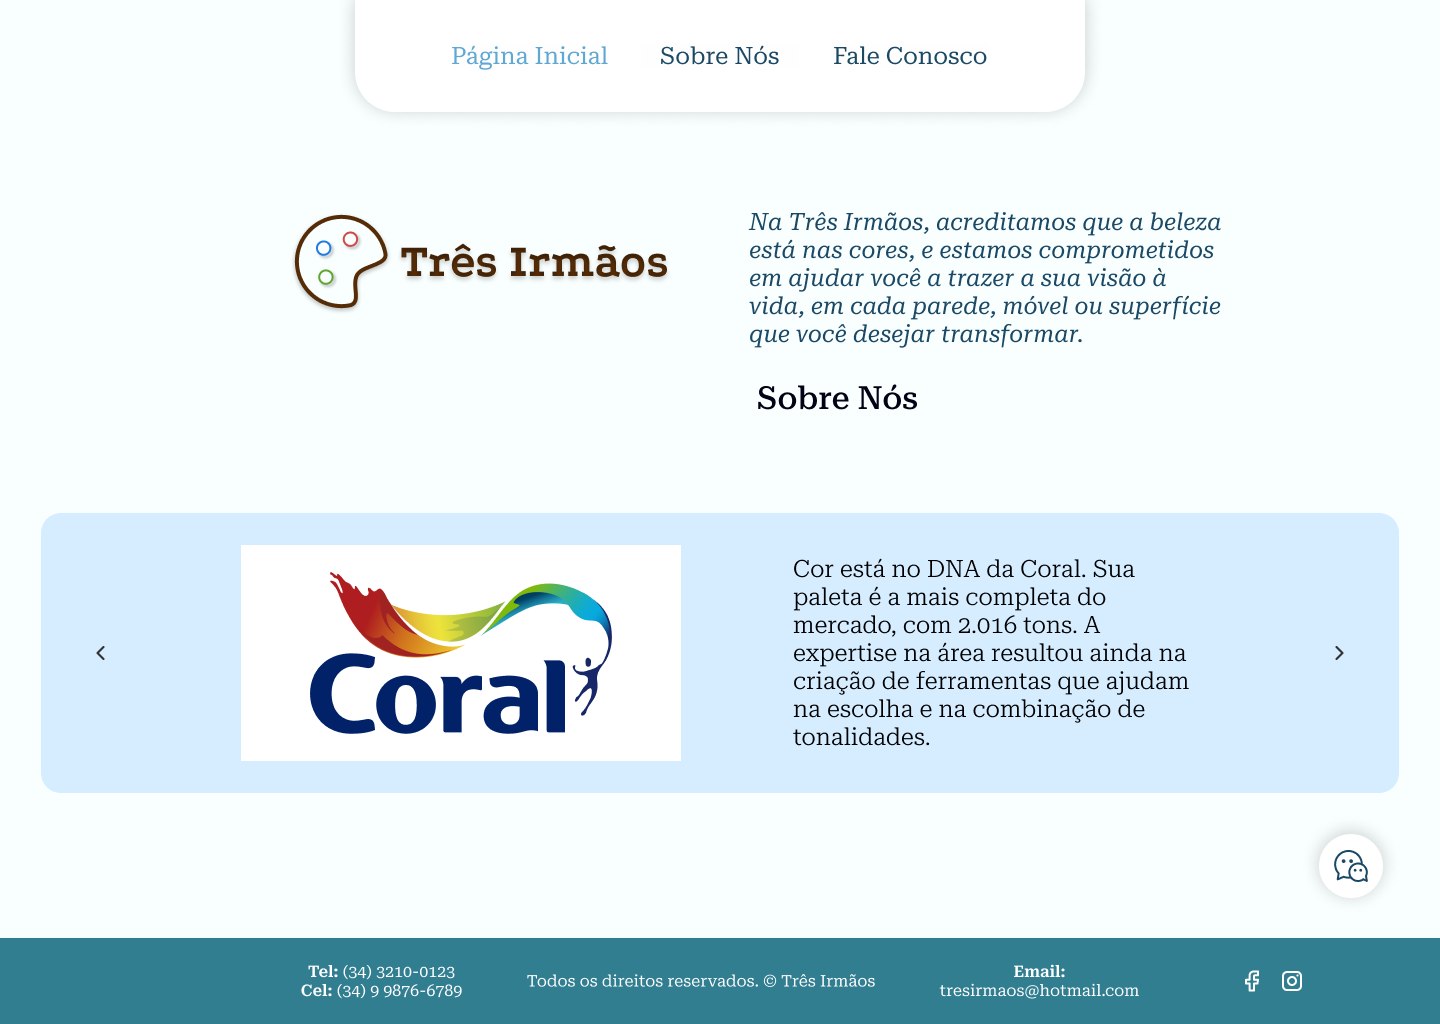 Página Inicial
Sobre Nós
Fale Conosco
Três Irmãos
Na Três Irmãos, acreditamos que a beleza
está nas cores, e estamos comprometidos
em ajudar você a trazer a sua visão à
vida, em cada parede, móvel ou superfície
que você desejar transformar.
Sobre Nós
Coral
Cor está no DNA da Coral. Sua
paleta é a mais completa do
mercado, com 2.016 tons. A
expertise na área resultou ainda na
criação de ferramentas que ajudam
na escolha e na combinação de
tonalidades.
Tel: (34) 3210-0123
Cel: (34) 9 9876-6789
Todos os direitos reservados. © Três Irmãos
Email:
tresirmaos@hotmail.com